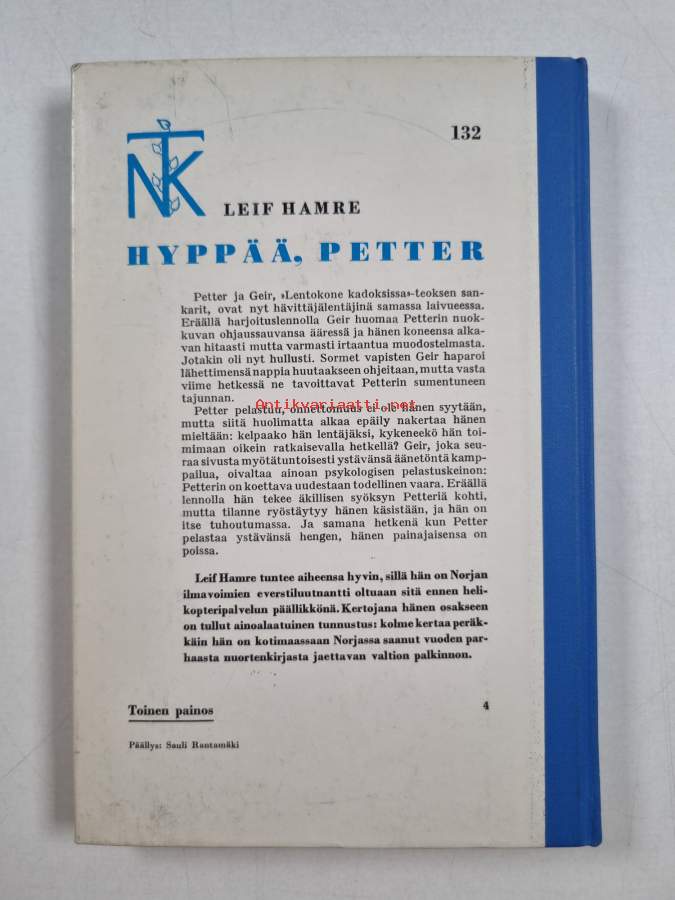 NTK
132
LEIF HAMRE
HYPPÄÄ, PETTER
Petter ja Geir, »Lentokone kadoksissa»-teoksen san-
karit, ovat nyt hävittäjälentäjinä samassa laivueessa.
Eräällä harjoituslennolla Geir huomaa Petterin nuok-
kuvan ohjaussauvansa ääressä ja hänen koneensa alka-
van hitaasti mutta varmasti irtaantua muodostelmasta.
Jotakin oli nyt hullusti. Sormet vapisten Geir haparoi
lähettimensä nappia huutaakseen ohjeitaan, mutta vasta
viime hetkessä ne tavoittavat Petterin sumentuneen
tajunnan.
Antikvariaatti.net
Petter pelastuu, onnettomuus ei ole hänen syytään,
mutta siitä huolimatta alkaa epäily nakertaa hänen
mieltään: kelpaako hän lentäjäksi, kykeneekö hän toi-
mimaan oikein ratkaisevalla hetkellä? Geir, joka seu-
raa sivusta myötätuntoisesti ystävänsä äänetöntä kamp-
pailua, oivaltaa ainoan psykologisen pelastuskeinon:
Petterin on koettava uudestaan todellinen vaara. Eräällä
lennolla hän tekee äkillisen syöksyn Petteriä kohti,
mutta tilanne ryöstäytyy hänen käsistään, ja hän on
itse tuhoutumassa. Ja samana hetkenä kun Petter
pelastaa ystävänsä hengen, hänen painajaisensa on
poissa.
Leif Hamre tuntee aiheensa hyvin, sillä hän on Norjan
ilmavoimien everstiluutnantti oltuaan sitä ennen heli-
kopteripalvelun päällikkönä. Kertojana hänen osakseen
on tullut ainoalaatuinen tunnustus: kolme kertaa peräk-
käin hän on kotimaassaan Norjassa saanut vuoden par-
haasta nuortenkirjasta jaettavan valtion palkinnon.
Toinen painos
4
Päällys: Sauli Rantamäki